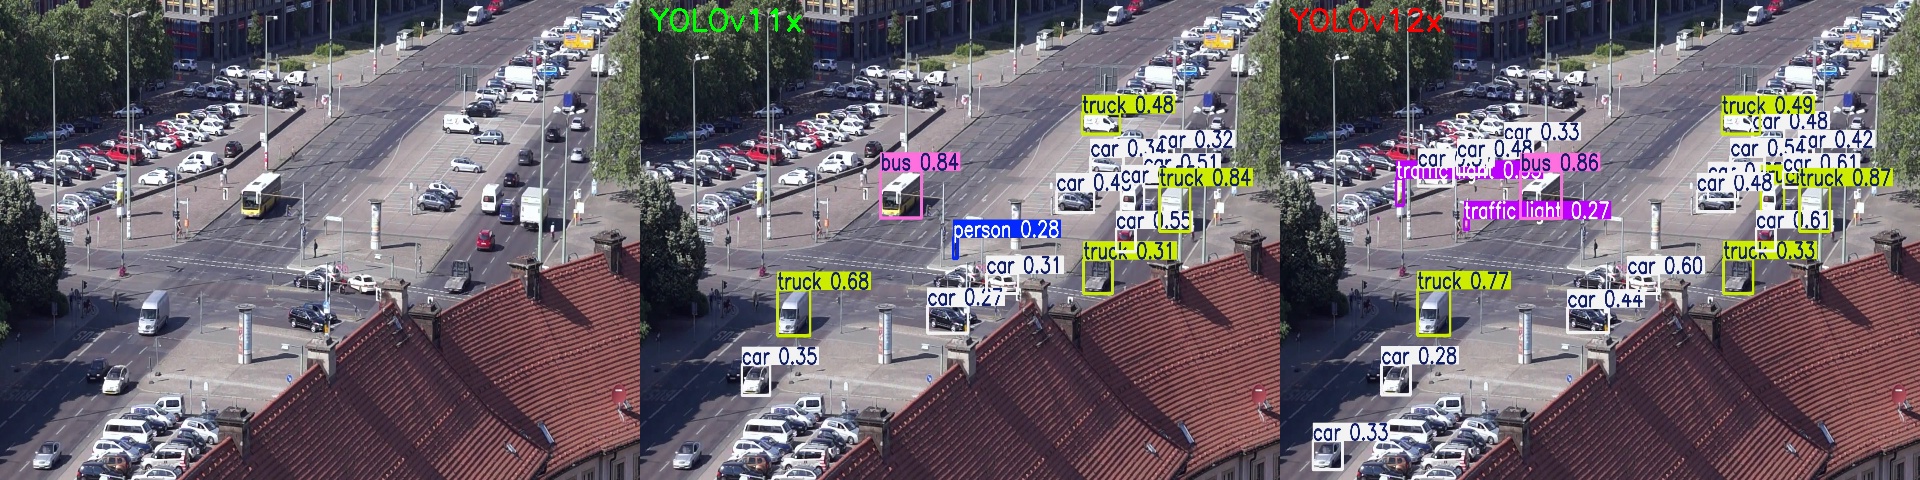 YOLOv11x
truck 0.48
car 0.32
bus 0.84
truck 0.84
car 0.55
person 0.28
truck 0.31
car 0.31
truck 0.68
car 0.27
car 0.35
YOLOv12x
truck 0.49
0.48
car 0.33
car 0.42
car 0.48
bus 0.86
car 0.61
truck 0.87
car 0.48
traffic light 0.27
car 0.61
truck 0.33
car 0.60
truck 0.77
car 0.44
car 0.28
car 0.33